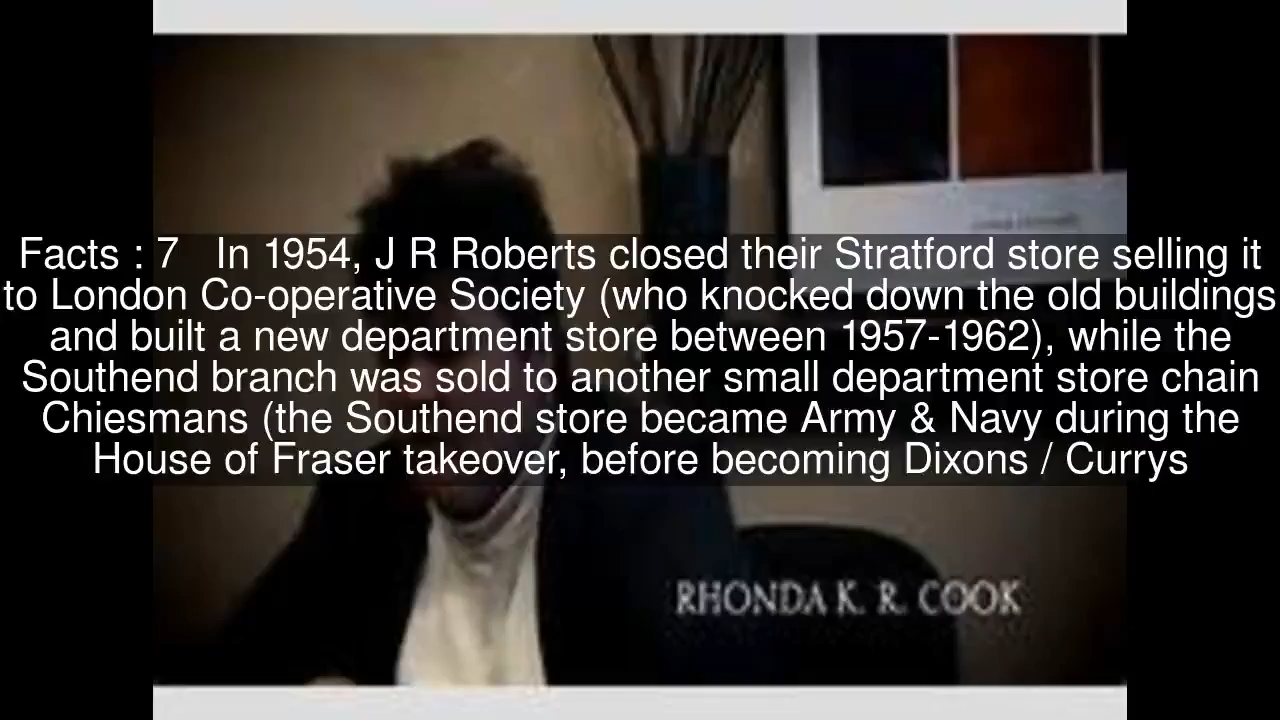 Facts : 7 In 1954, J R Roberts closed their Stratford store selling it
to London Co-operative Society (who knocked down the old buildings
and built a new department store between 1957-1962), while the
Southend branch was sold to another small department store chain
Chiesmans (the Southend store became Army & Navy during the
House of Fraser takeover, before becoming Dixons / Currys
RHONDA K. R. COOK